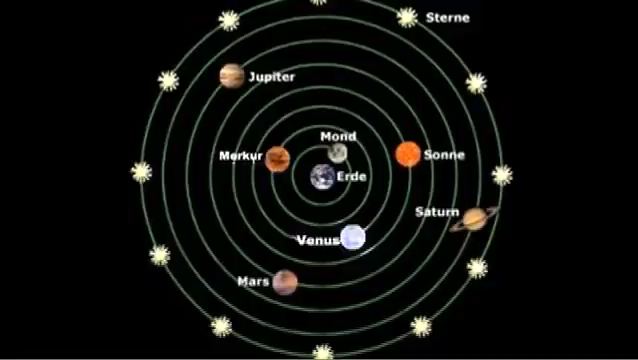 Sterne
Jupiter
Mond
Merkur
Sonne
Erde
Saturn
Venus
Mars